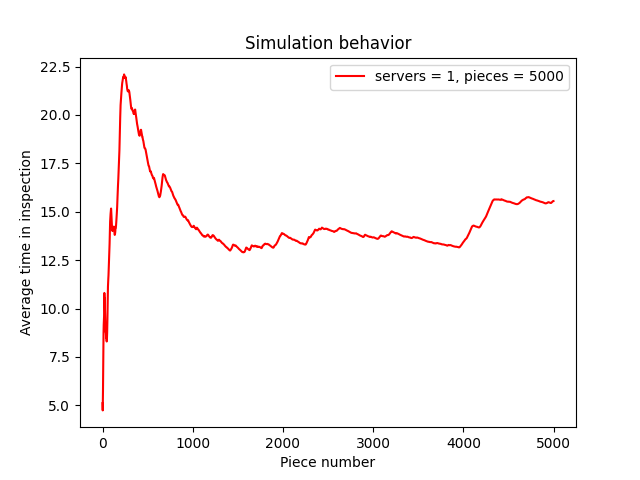 Simulation behavior
servers = 1, pieces = 5000
22.5
20.0
17.5
15.0
12.5
10.0
7.5
5.0
Average time in inspection
0 1000 2000 3000 4000 5000
Piece number